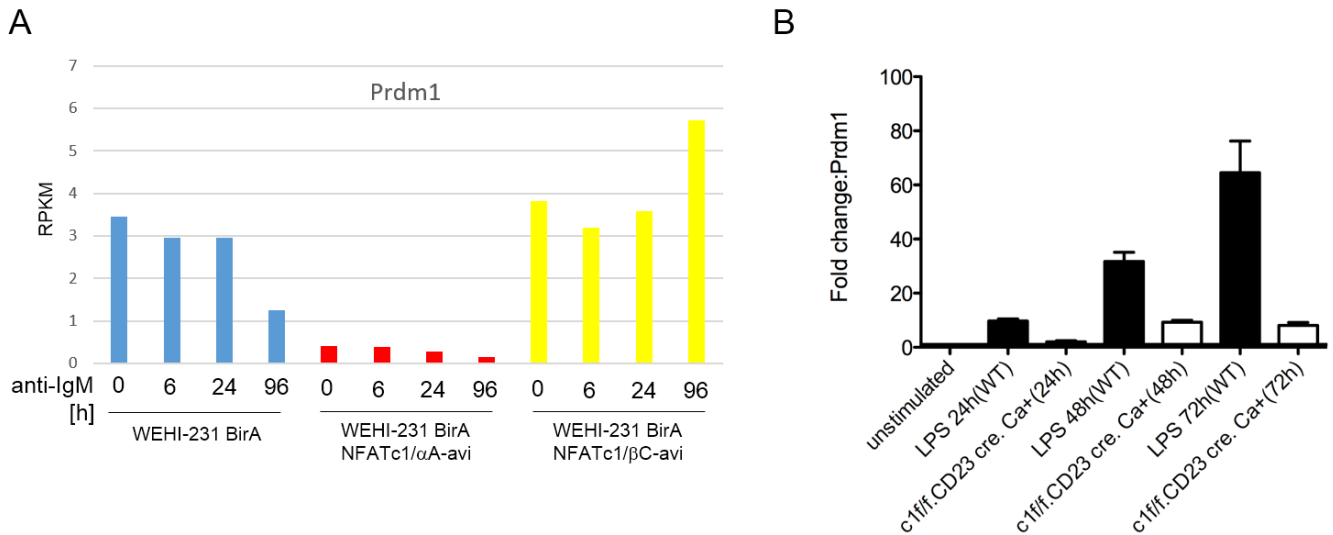 A
Prdm1
RPKM
7
6
5
4
3
2
1
0
anti-IgM
[h]
0 6 24 96 0 6 24 96 0 6 24 96
WEHI-231 BirA
WEHI-231 BirA
NFATc1/αA-avi
WEHI-231 BirA
NFATc1/βC-avi
B
Fold change:Prdm1
100
80
60
40
20
0
unstimulated
LPS 24h(WT)
c1f/f.CD23 cre. Ca+(24h)
LPS 48h(WT)
c1f/f.CD23 cre. Ca+(48h)
LPS 72h(WT)
c1f/f.CD23 cre. Ca+(72h)